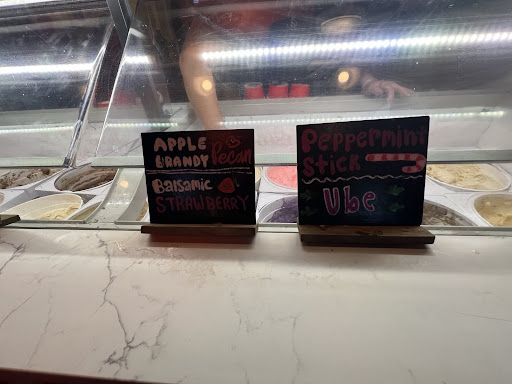 APPLE
BRANDY Pecan
Balsamic
STRAWBERRY
Peppermint
Stick
Ube